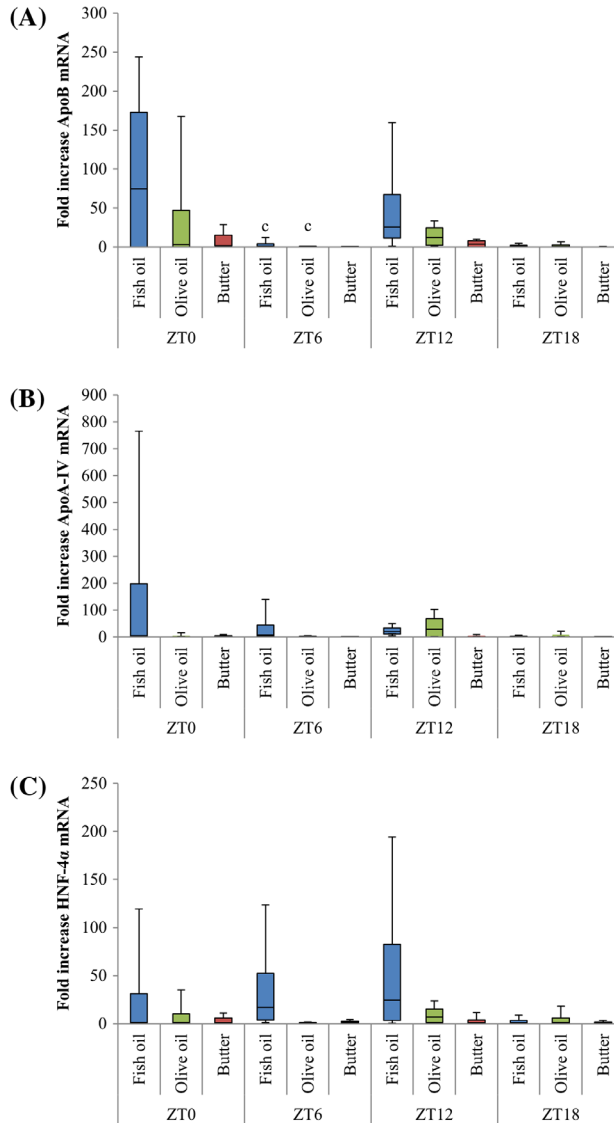 (A)
Fold increase ApoB mRNA
300
250
200
150
100
50
0
c c
Fish oil Olive oil Butter Fish oil Olive oil Butter Fish oil Olive oil Butter Fish oil Olive oil Butter
ZT0 ZT6 ZT12 ZT18
(B)
Fold increase ApoA-IV mRNA
900
800
700
600
500
400
300
200
100
0
Fish oil Olive oil Butter Fish oil Olive oil Butter Fish oil Olive oil Butter Fish oil Olive oil Butter
ZT0 ZT6 ZT12 ZT18
(C)
Fold increase HNF-4α mRNA
250
200
150
100
50
0
Fish oil Olive oil Butter Fish oil Olive oil Butter Fish oil Olive oil Butter Fish oil Olive oil Butter
ZT0 ZT6 ZT12 ZT18